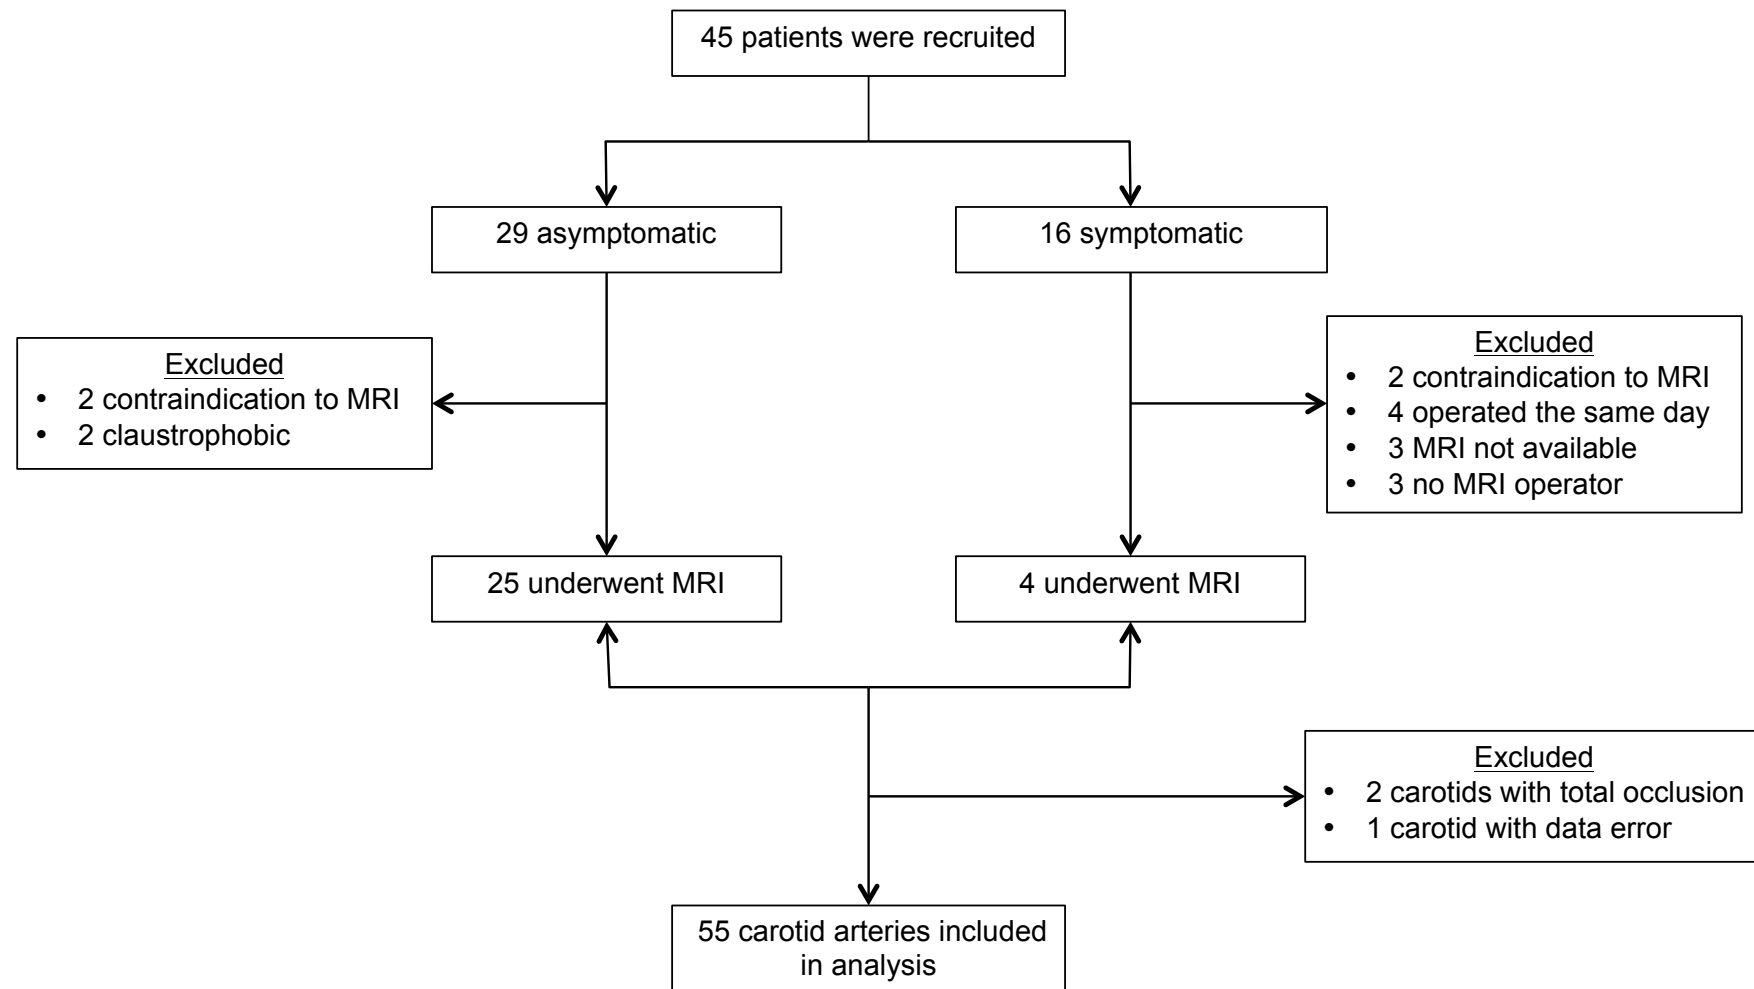 45 patients were recruited
29 asymptomatic
16 symptomatic
Excluded
• 2 contraindication to MRI
• 2 claustrophobic
Excluded
• 2 contraindication to MRI
• 4 operated the same day
• 3 MRI not available
• 3 no MRI operator
25 underwent MRI
4 underwent MRI
Excluded
• 2 carotids with total occlusion
• 1 carotid with data error
55 carotid arteries included
in analysis